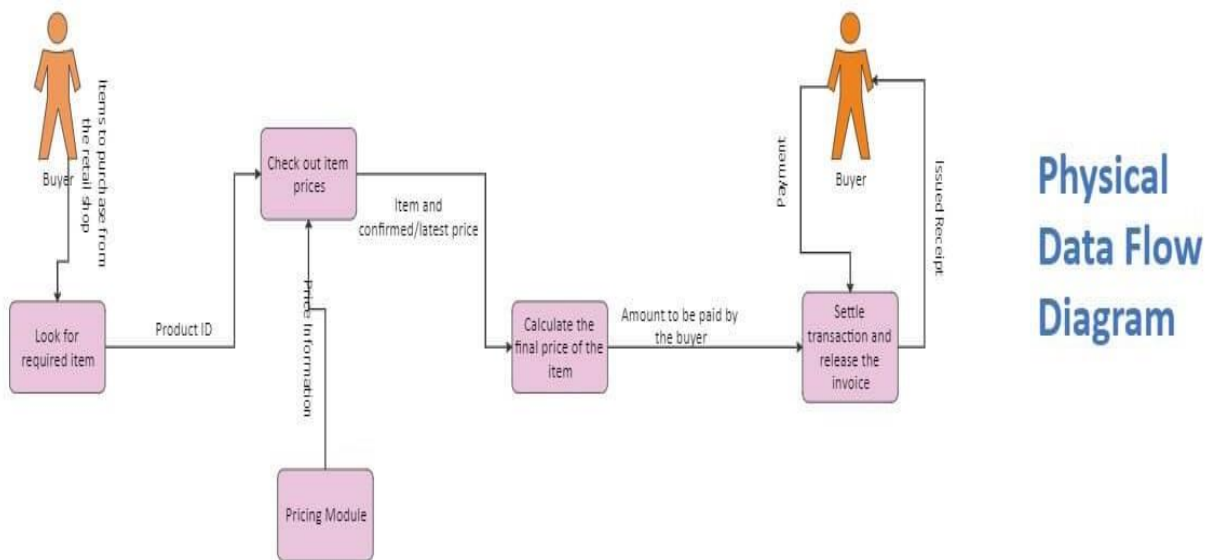 Buyer
Items to purchase from
the retail shop
Look for
required item
Product ID
Check out item
prices
Price Information
Pricing Module
Item and
confirmed/latest price
Calculate the
final price of the
item
Amount to be paid by
the buyer
Payment
Buyer
Issued Receipt
Settle
transaction and
release the
invoice
Physical
Data Flow
Diagram